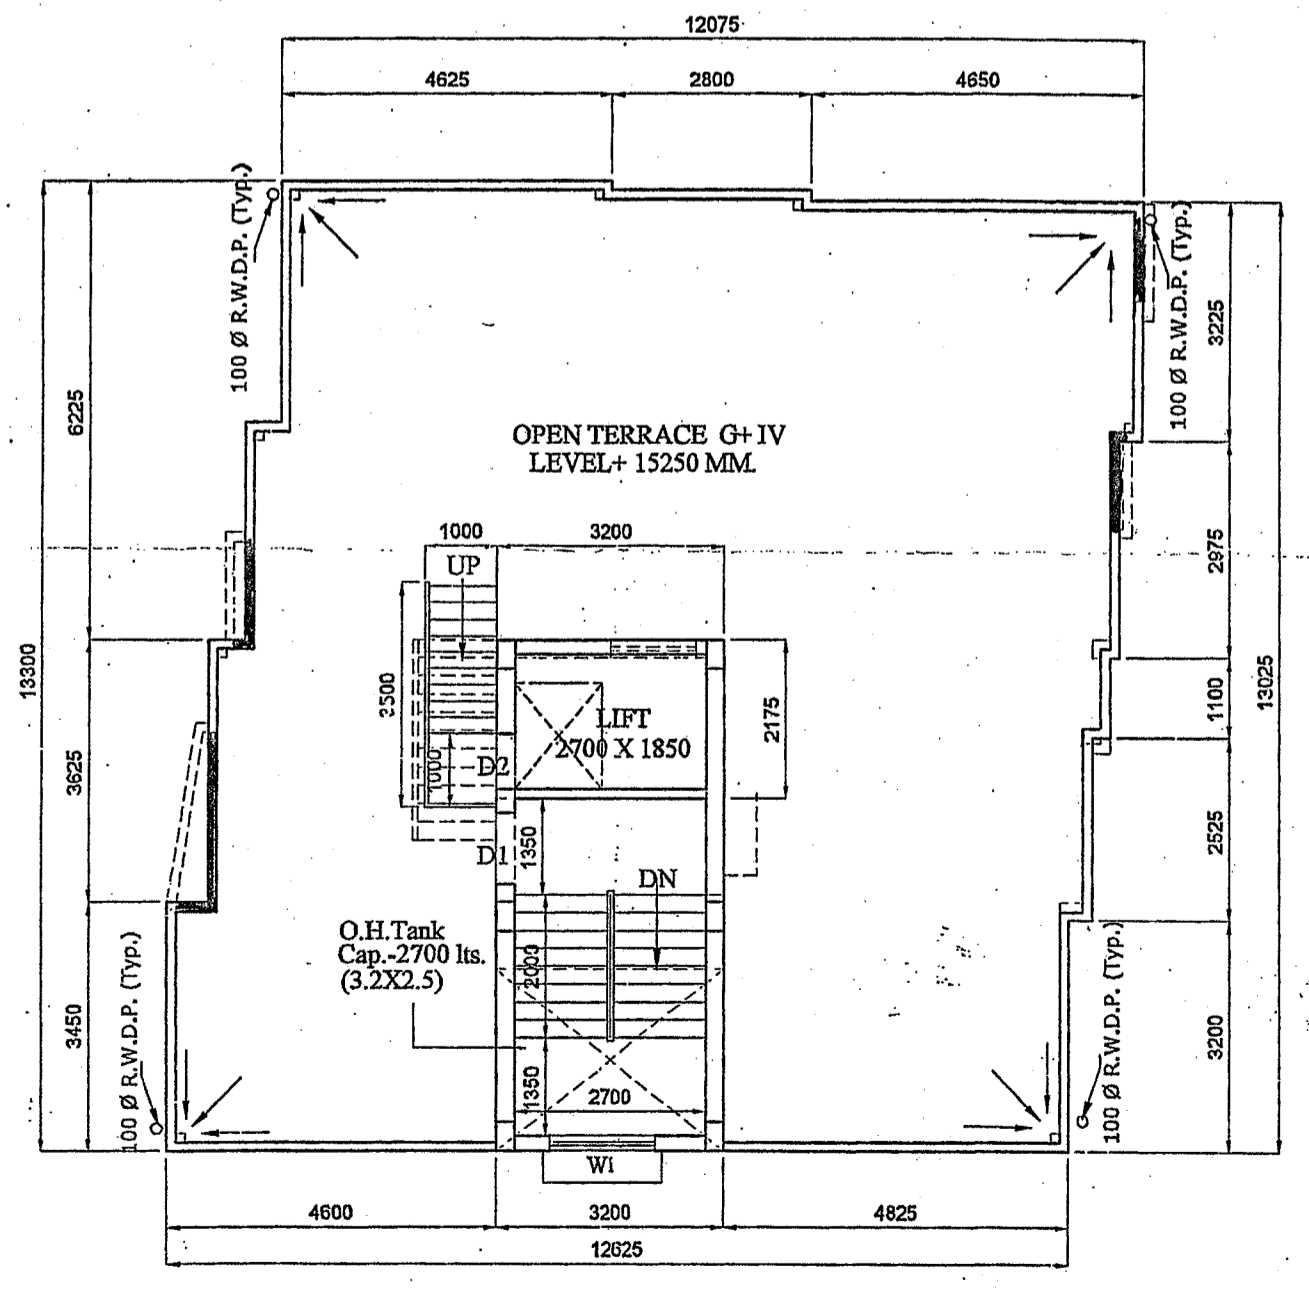 12075
4625
2800
4650
100 Ø R.W.D.P. (Typ.)
100 Ø R.W.D.P. (Typ.)
3225
6225
OPEN TERRACE G+ IV
LEVEL+ 15250 MM.
1000
3200
UP
2975
13300
3500
LIFT
2700 X 1850
2175
1100
13025
3625
D2
1350
D1
2525
DN
O.H.Tank
Cap.-2700 lts.
(3.2X2.5)
2000
3450
100 Ø R.W.D.P. (Typ.)
1350
2700
100 Ø R.W.D.P. (Typ.)
3200
W1
4600
3200
4825
12625